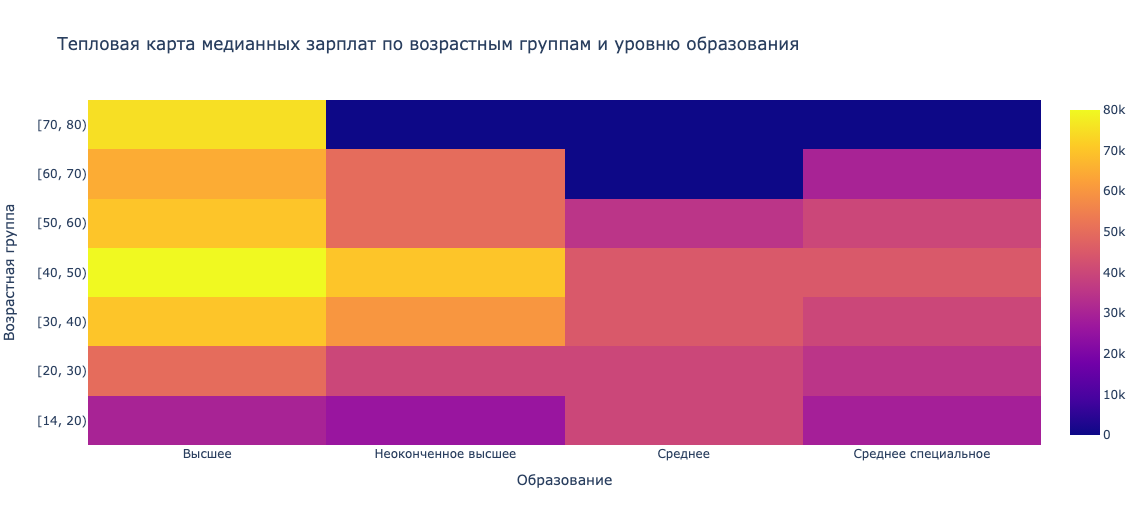 Тепловая карта медианных зарплат по возрастным группам и уровню образования
Возрастная группа
[70, 80)
[60, 70)
[50, 60)
[40, 50)
[30, 40)
[20, 30)
[14, 20)
Высшее
Неоконченное высшее
Среднее
Среднее специальное
Образование
80k
70k
60k
50k
40k
30k
20k
10k
0